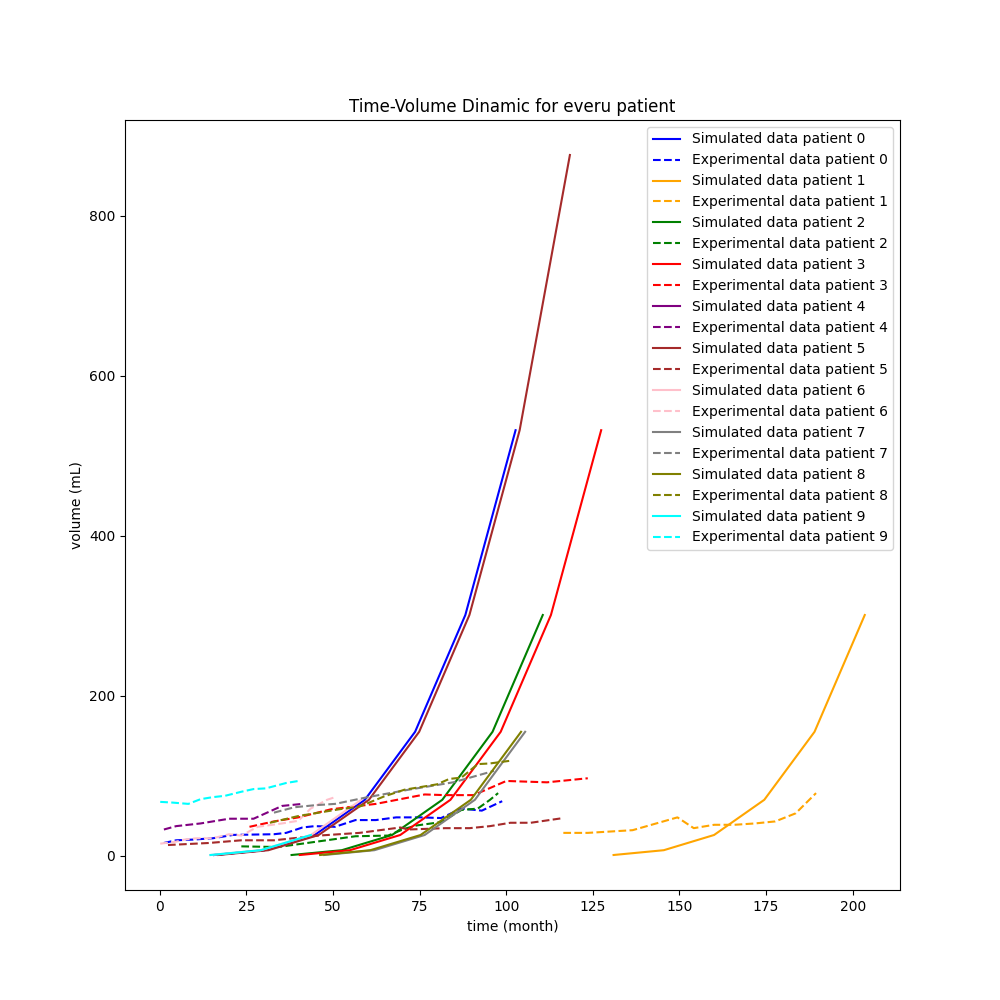 Time-Volume Dinamic for everu patient
Simulated data patient 0
Experimental data patient 0
Simulated data patient 1
Experimental data patient 1
Simulated data patient 2
Experimental data patient 2
Simulated data patient 3
Experimental data patient 3
Simulated data patient 4
Experimental data patient 4
Simulated data patient 5
Experimental data patient 5
Simulated data patient 6
Experimental data patient 6
Simulated data patient 7
Experimental data patient 7
Simulated data patient 8
Experimental data patient 8
Simulated data patient 9
Experimental data patient 9
volume (mL)
800
600
400
200
0
0 25 50 75 100 125 150 175 200
time (month)